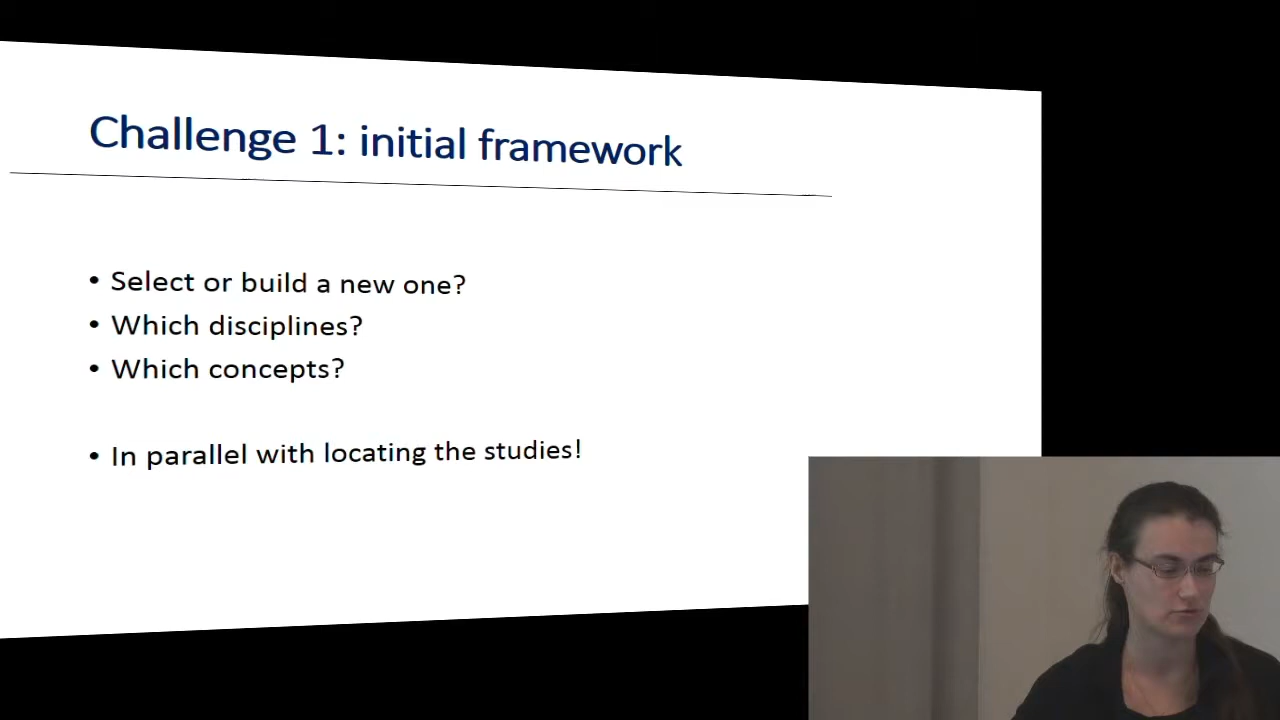 Challenge 1: initial framework
• Select or build a new one?
• Which disciplines?
• Which concepts?
• In parallel with locating the studies!